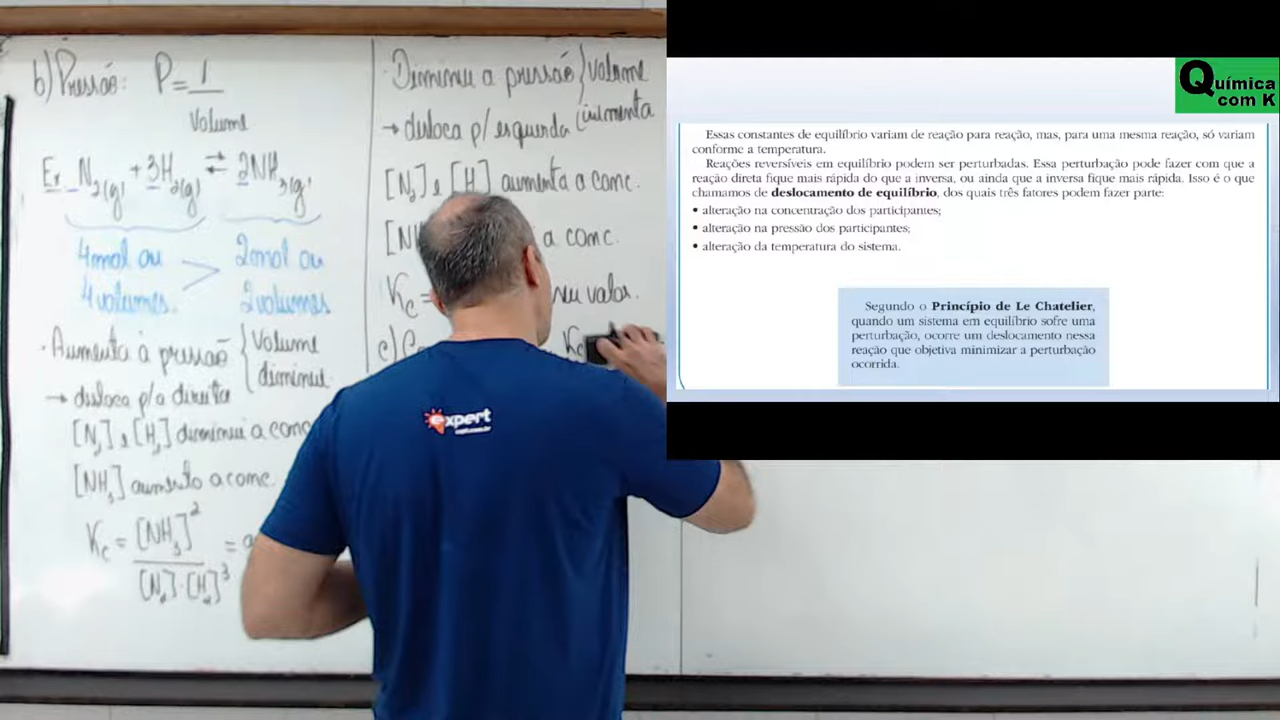 b) Pressão: P = 1
Volume
Ex N2(g) + 3H2(g) ⇄ 2NH3(g)
4mol ou > 2mol ou
4volumes. 2volumes
· Aumenta a pressão { Volume
diminui
→ desloca p/a direita
[N2] e [H2] diminui a conc
[NH3] aumenta a conc.
Kc = [NH3]²
[N2]·[H2]³
=
· Diminui a pressão { Volume
aumenta
→ desloca p/ esquerda
[N2] e [H] aumenta a conc.
[NH a conc.
Kc = seu valor.
c) Kc
expert
Química
com K
Essas constantes de equilíbrio variam de reação para reação, mas, para uma mesma reação, só variam
conforme a temperatura.
Reações reversíveis em equilíbrio podem ser perturbadas. Essa perturbação pode fazer com que a
reação direta fique mais rápida do que a inversa, ou ainda que a inversa fique mais rápida. Isso é o que
chamamos de deslocamento de equilíbrio, dos quais três fatores podem fazer parte:
• alteração na concentração dos participantes;
• alteração na pressão dos participantes;
• alteração da temperatura do sistema.
Segundo o Princípio de Le Chatelier,
quando um sistema em equilíbrio sofre uma
perturbação, ocorre um deslocamento nessa
reação que objetiva minimizar a perturbação
ocorrida.